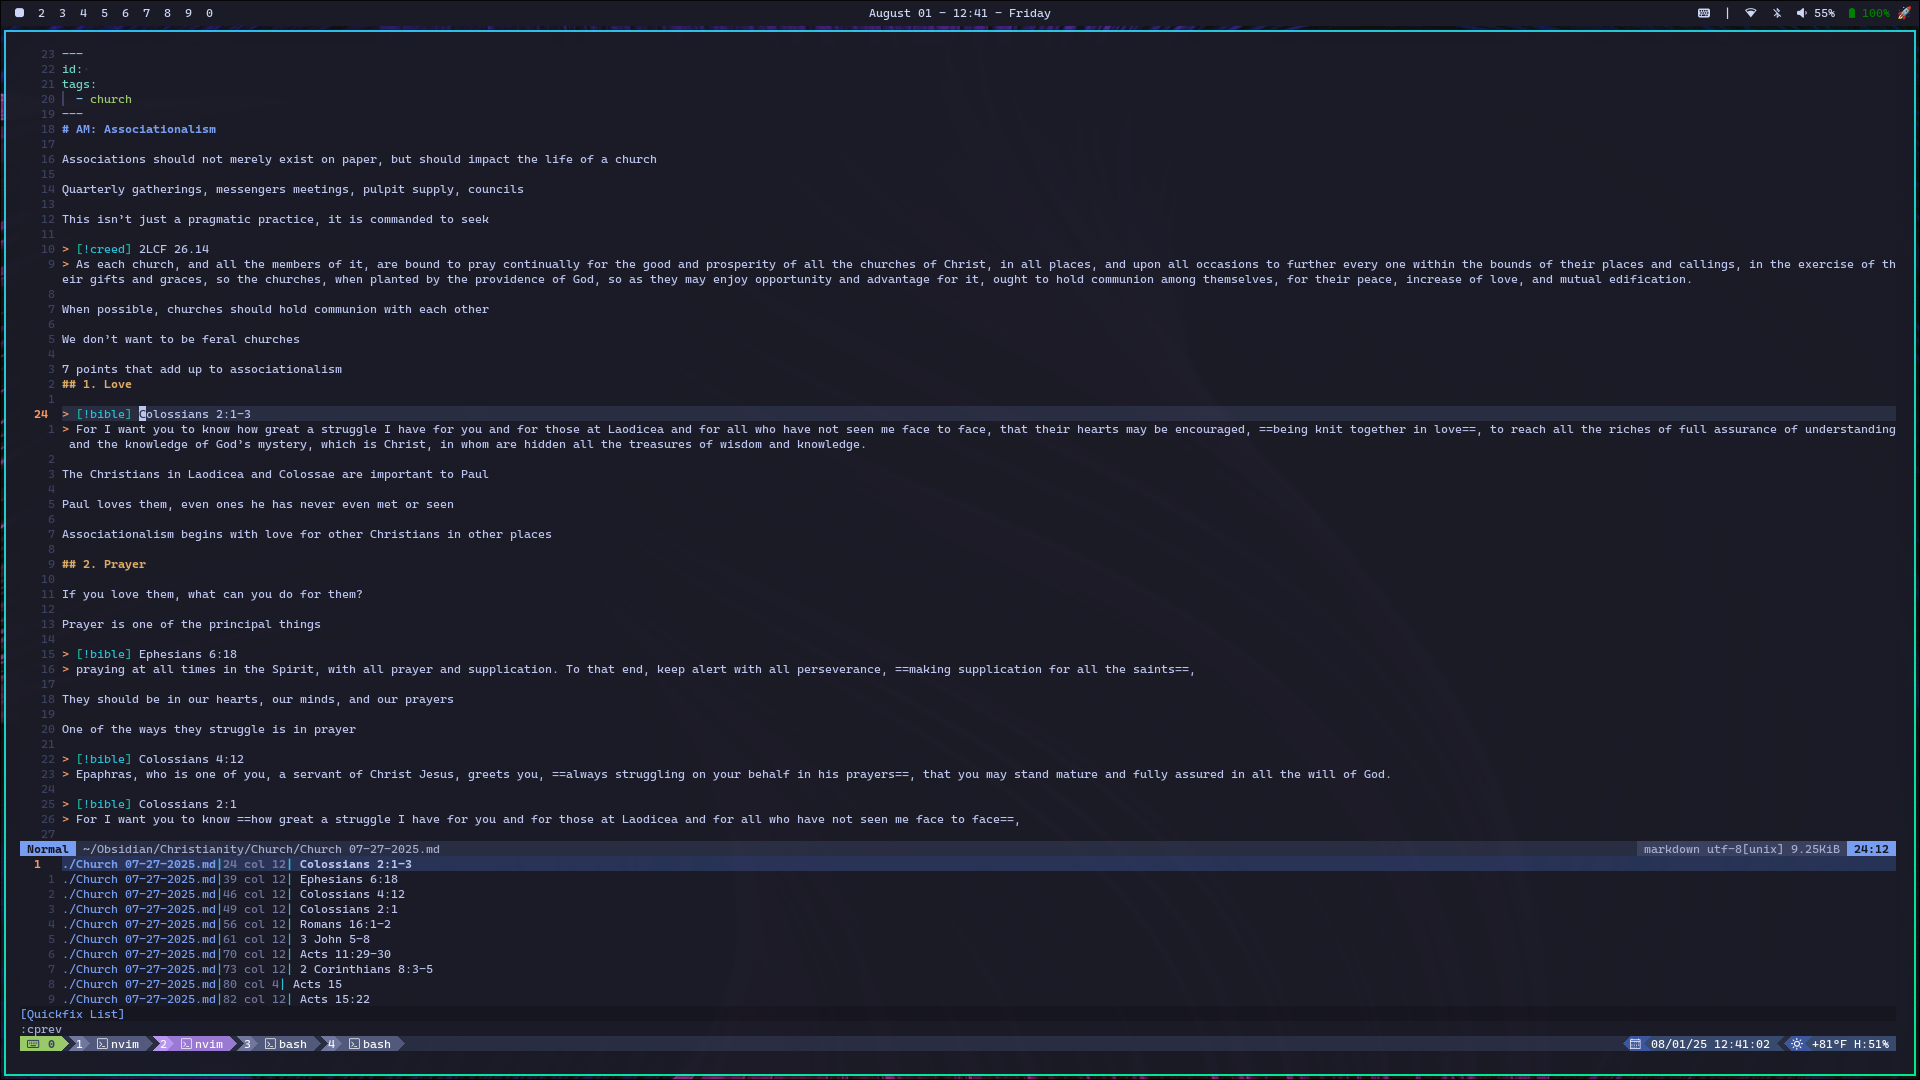 2 3 4 5 6 7 8 9 0 August 01 - 12:41 - Friday | 55% 100%
23 ---
22 id:
21 tags:
20 - church
19 ---
18 # AM: Associationalism
17
16 Associations should not merely exist on paper, but should impact the life of a church
15
14 Quarterly gatherings, messengers meetings, pulpit supply, councils
13
12 This isn't just a pragmatic practice, it is commanded to seek
11
10 > [!creed] 2LCF 26.14
9 > As each church, and all the members of it, are bound to pray continually for the good and prosperity of all the churches of Christ, in all places, and upon all occasions to further every one within the bounds of their places and callings, in the exercise of th
eir gifts and graces, so the churches, when planted by the providence of God, so as they may enjoy opportunity and advantage for it, ought to hold communion among themselves, for their peace, increase of love, and mutual edification.
8
7 When possible, churches should hold communion with each other
6
5 We don't want to be feral churches
4
3 7 points that add up to associationalism
2 ## 1. Love
1
24 > [!bible] Colossians 2:1-3
1 > For I want you to know how great a struggle I have for you and for those at Laodicea and for all who have not seen me face to face, that their hearts may be encouraged, ==being knit together in love==, to reach all the riches of full assurance of understanding
and the knowledge of God's mystery, which is Christ, in whom are hidden all the treasures of wisdom and knowledge.
2
3 The Christians in Laodicea and Colossae are important to Paul
4
5 Paul loves them, even ones he has never even met or seen
6
7 Associationalism begins with love for other Christians in other places
8
9 ## 2. Prayer
10
11 If you love them, what can you do for them?
12
13 Prayer is one of the principal things
14
15 > [!bible] Ephesians 6:18
16 > praying at all times in the Spirit, with all prayer and supplication. To that end, keep alert with all perseverance, ==making supplication for all the saints==,
17
18 They should be in our hearts, our minds, and our prayers
19
20 One of the ways they struggle is in prayer
21
22 > [!bible] Colossians 4:12
23 > Epaphras, who is one of you, a servant of Christ Jesus, greets you, ==always struggling on your behalf in his prayers==, that you may stand mature and fully assured in all the will of God.
24
25 > [!bible] Colossians 2:1
26 > For I want you to know ==how great a struggle I have for you and for those at Laodicea and for all who have not seen me face to face==,
27
Normal ~/Obsidian/Christianity/Church/Church 07-27-2025.md markdown utf-8[unix] 9.25KiB 24:12
1 ./Church 07-27-2025.md|24 col 12| Colossians 2:1-3
1 ./Church 07-27-2025.md|39 col 12| Ephesians 6:18
2 ./Church 07-27-2025.md|46 col 12| Colossians 4:12
3 ./Church 07-27-2025.md|49 col 12| Colossians 2:1
4 ./Church 07-27-2025.md|56 col 12| Romans 16:1-2
5 ./Church 07-27-2025.md|61 col 12| 3 John 5-8
6 ./Church 07-27-2025.md|70 col 12| Acts 11:29-30
7 ./Church 07-27-2025.md|73 col 12| 2 Corinthians 8:3-5
8 ./Church 07-27-2025.md|80 col 4| Acts 15
9 ./Church 07-27-2025.md|82 col 12| Acts 15:22
[Quickfix List]
:cprev
0 1 nvim 2 nvim 3 bash 4 bash 08/01/25 12:41:02 +81°F H:51%